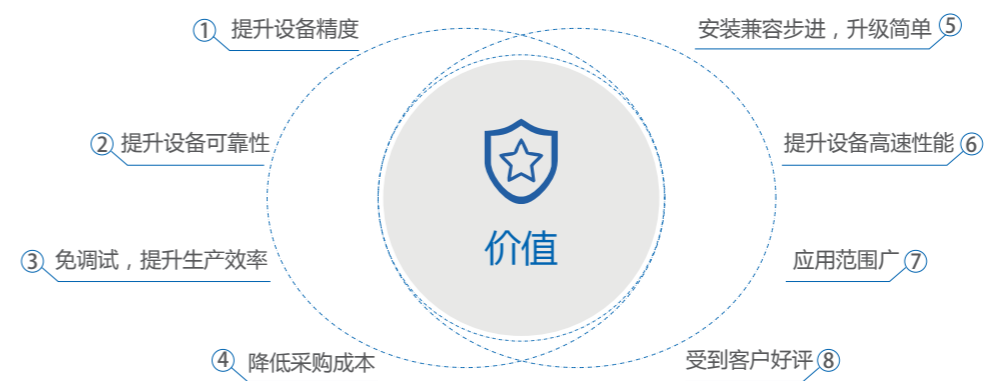 ① 提升设备精度
② 提升设备可靠性
③ 免调试，提升生产效率
④ 降低采购成本
价值
安装兼容步进，升级简单 ⑤
提升设备高速性能 ⑥
应用范围广 ⑦
受到客户好评 ⑧